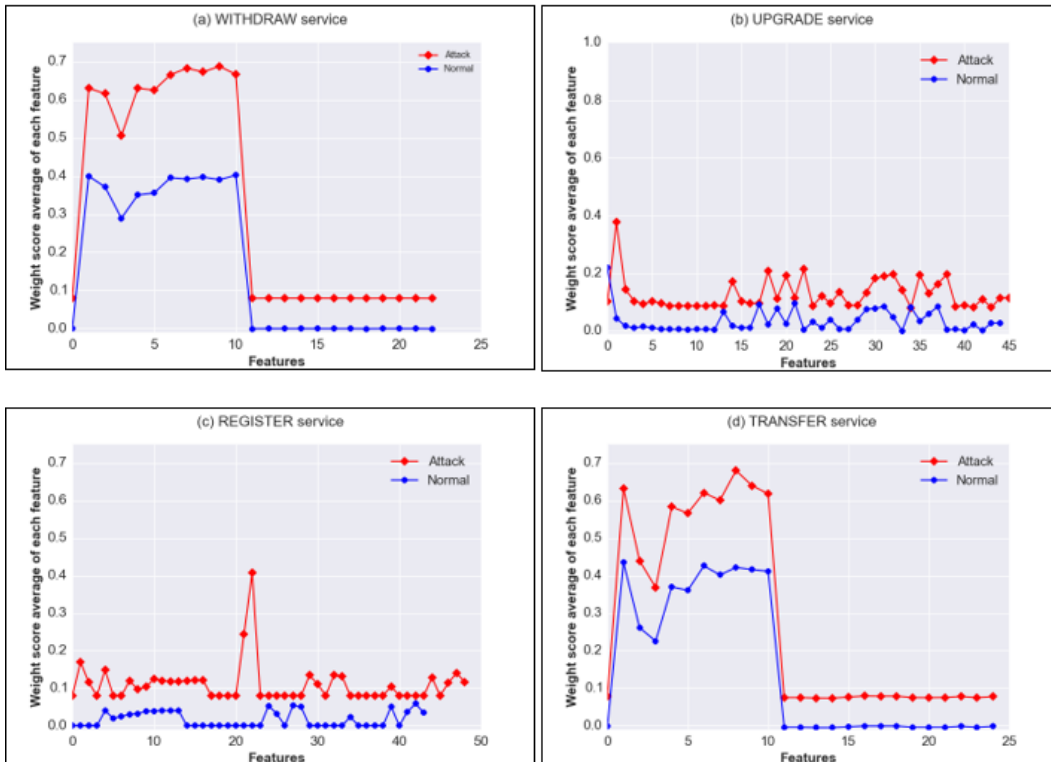 (a) WITHDRAW service
Weight score average of each feature
0.7
0.6
0.5
0.4
0.3
0.2
0.1
0.0
0 5 10 15 20 25
Features
Attack
Normal
(b) UPGRADE service
Weight score average of each feature
1.0
0.8
0.6
0.4
0.2
0.0
0 5 10 15 20 25 30 35 40 45
Features
Attack
Normal
(c) REGISTER service
Weight score average of each feature
0.7
0.6
0.5
0.4
0.3
0.2
0.1
0.0
0 10 20 30 40 50
Features
Attack
Normal
(d) TRANSFER service
Weight score average of each feature
0.7
0.6
0.5
0.4
0.3
0.2
0.1
0.0
0 5 10 15 20 25
Features
Attack
Normal